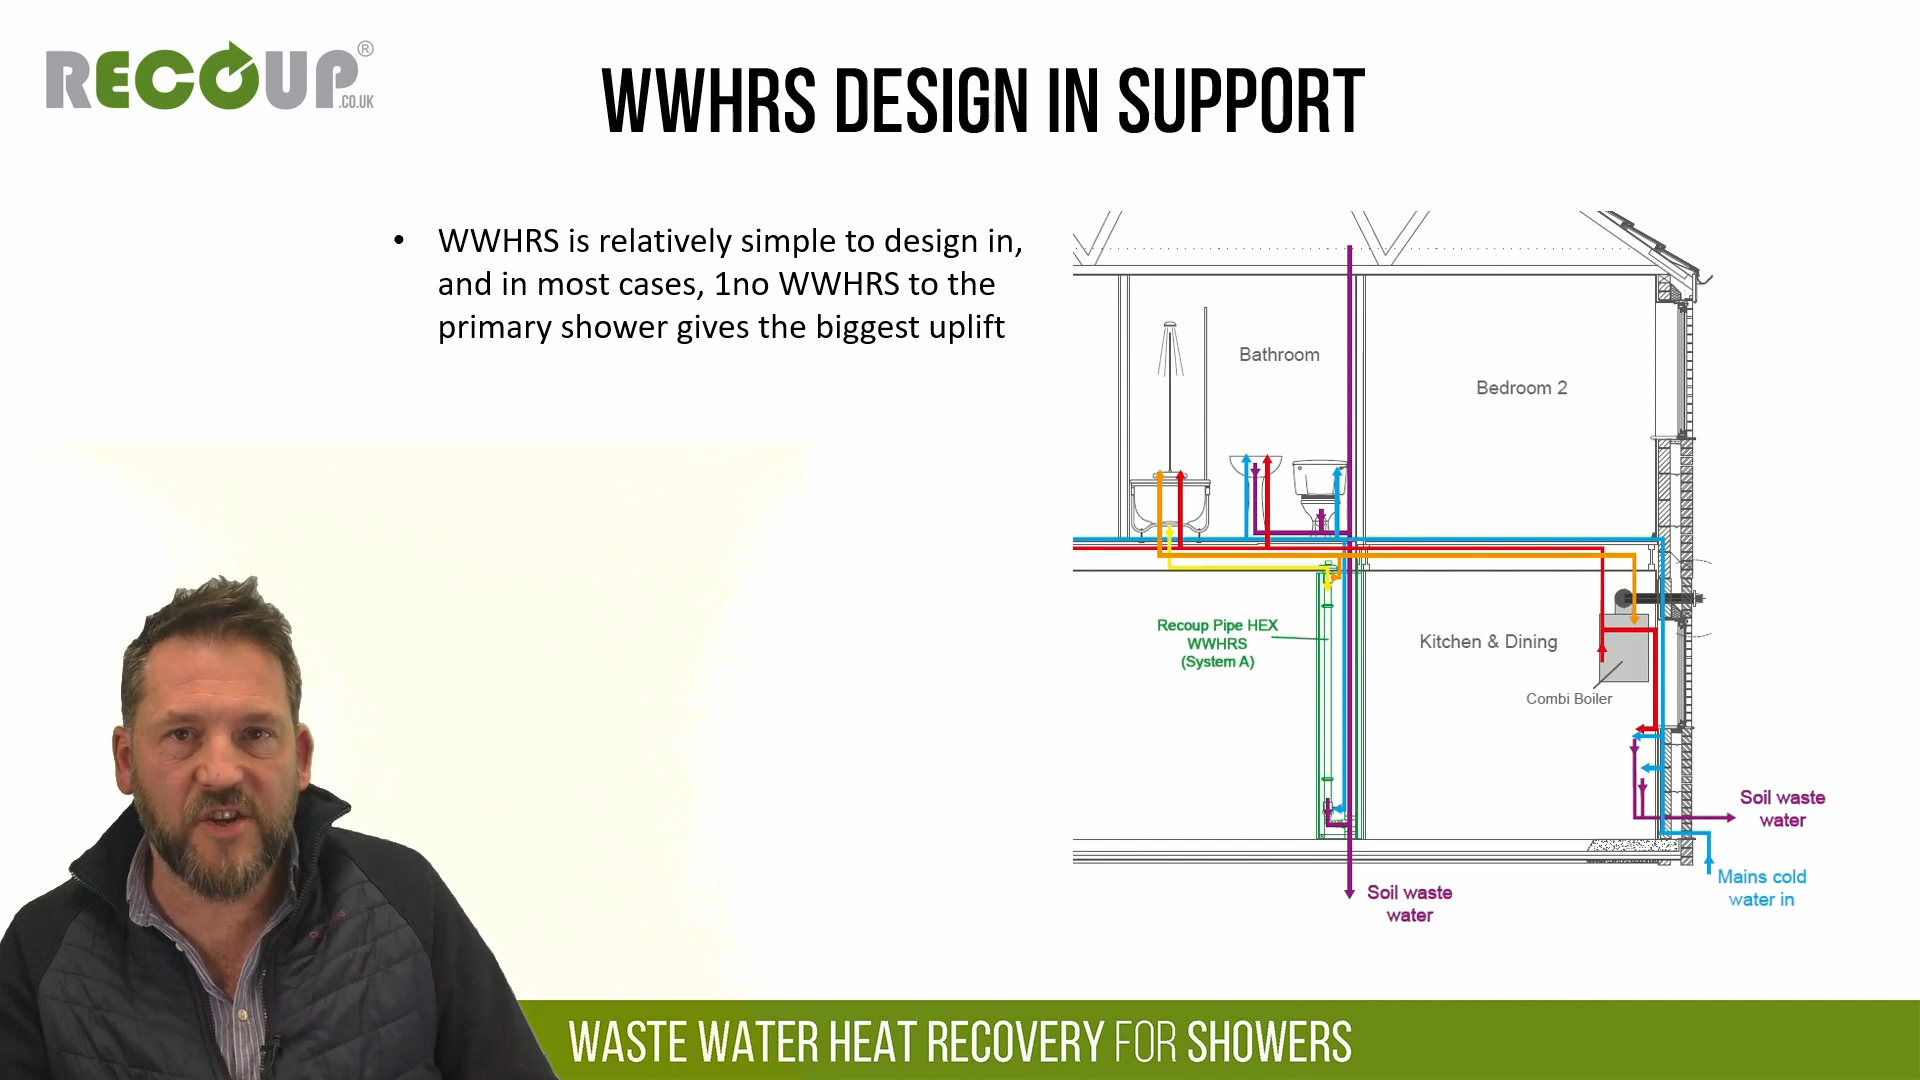 RECOUP®
.CO.UK
WWHRS DESIGN IN SUPPORT
• WWHRS is relatively simple to design in,
and in most cases, 1no WWHRS to the
primary shower gives the biggest uplift
Bathroom
Bedroom 2
Recoup Pipe HEX
WWHRS
(System A)
Kitchen & Dining
Combi Boiler
Soil waste
water
Mains cold
water in
Soil waste
water
WASTE WATER HEAT RECOVERY FOR SHOWERS